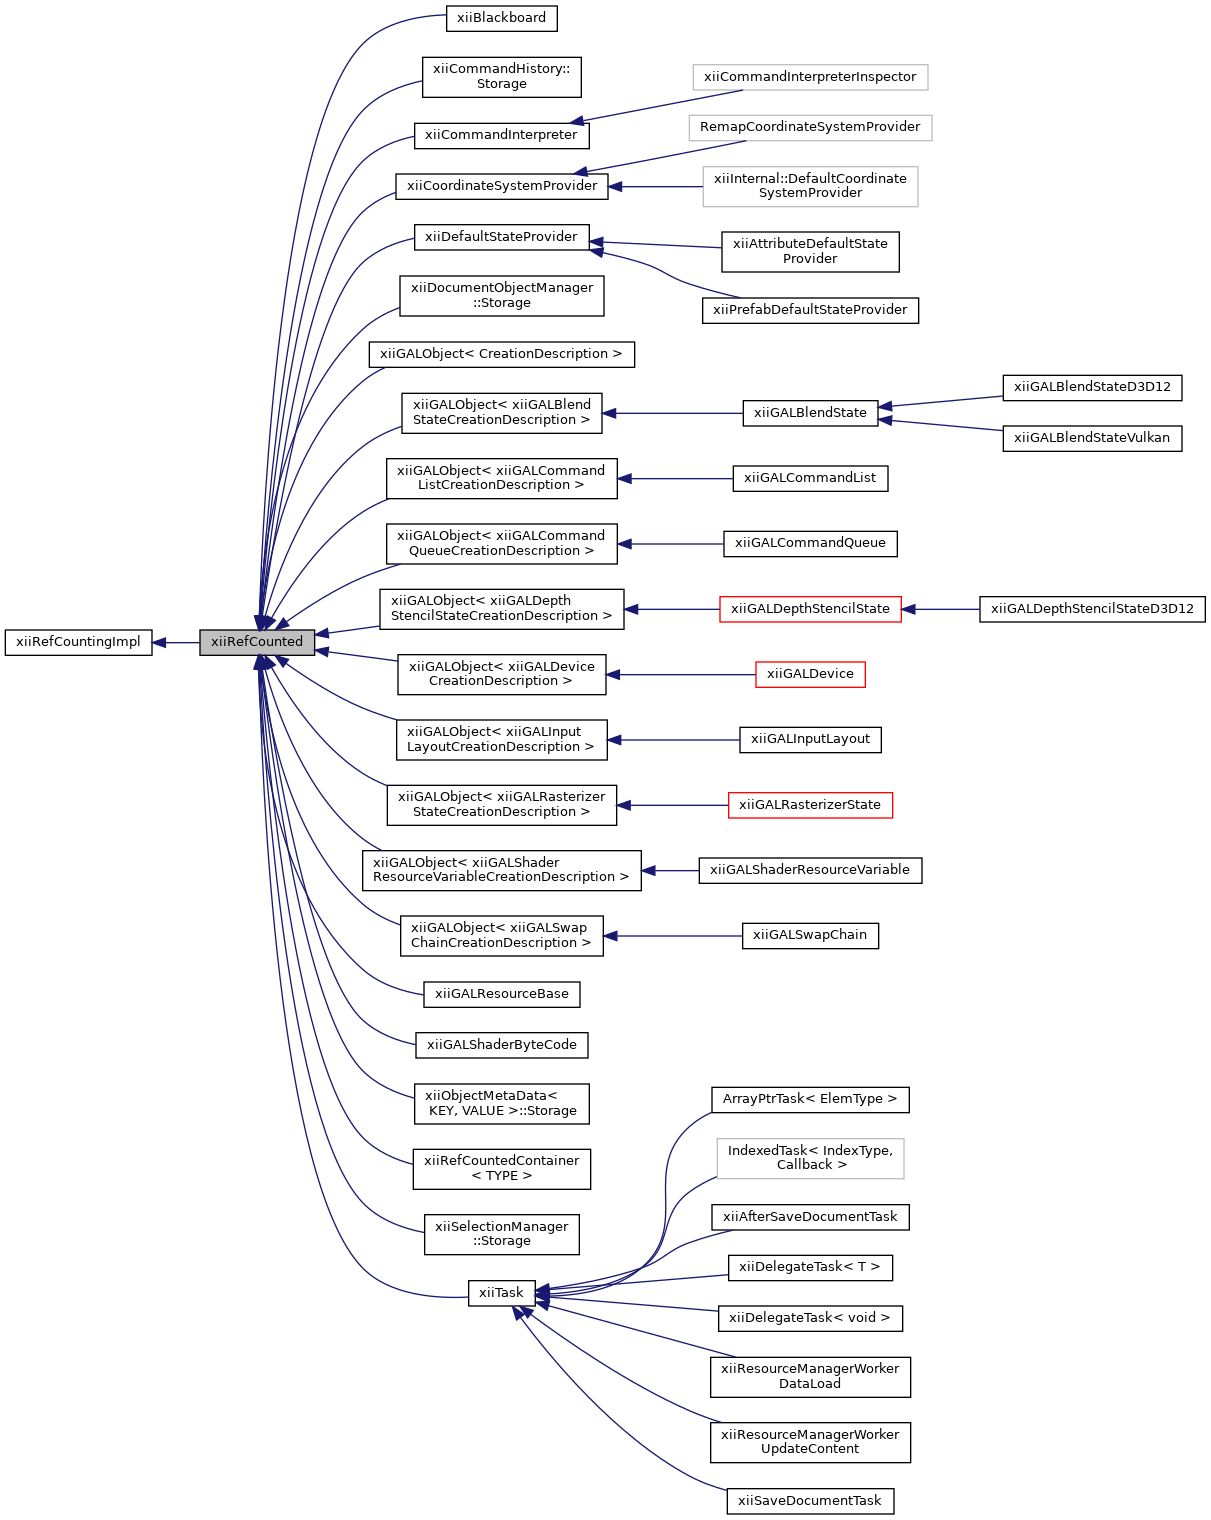 xiiBlackboard
xiiCommandHistory::
Storage
xiiCommandInterpreterInspector
xiiCommandInterpreter
RemapCoordinateSystemProvider
xiiCoordinateSystemProvider
xiiInternal::DefaultCoordinate
SystemProvider
xiiDefaultStateProvider
xiiAttributeDefaultState
Provider
xiiDocumentObjectManager
::Storage
xiiPrefabDefaultStateProvider
xiiGALObject< CreationDescription >
xiiGALObject< xiiGALBlend
StateCreationDescription >
xiiGALBlendState
xiiGALBlendStateD3D12
xiiGALBlendStateVulkan
xiiGALObject< xiiGALCommand
ListCreationDescription >
xiiGALCommandList
xiiGALObject< xiiGALCommand
QueueCreationDescription >
xiiGALCommandQueue
xiiGALObject< xiiGALDepth
StencilStateCreationDescription >
xiiGALDepthStencilState
xiiGALDepthStencilStateD3D12
xiiRefCountingImpl
xiiRefCounted
xiiGALObject< xiiGALDevice
CreationDescription >
xiiGALDevice
xiiGALObject< xiiGALInput
LayoutCreationDescription >
xiiGALInputLayout
xiiGALObject< xiiGALRasterizer
StateCreationDescription >
xiiGALRasterizerState
xiiGALObject< xiiGALShader
ResourceVariableCreationDescription >
xiiGALShaderResourceVariable
xiiGALObject< xiiGALSwap
ChainCreationDescription >
xiiGALSwapChain
xiiGALResourceBase
xiiGALShaderByteCode
xiiObjectMetaData<
KEY, VALUE >::Storage
ArrayPtrTask< ElemType >
xiiRefCountedContainer
< TYPE >
IndexedTask< IndexType,
Callback >
xiiSelectionManager
::Storage
xiiAfterSaveDocumentTask
xiiDelegateTask< T >
xiiTask
xiiDelegateTask< void >
xiiResourceManagerWorker
DataLoad
xiiResourceManagerWorker
UpdateContent
xiiSaveDocumentTask